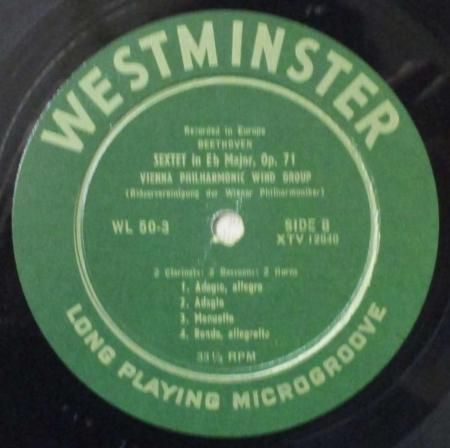 WESTMINSTER
Recorded in Europe
BEETHOVEN
SEXTET in Eb Major, Op. 71
VIENNA PHILHARMONIC WIND GROUP
(Bläservereinigung der Wiener Philharmoniker)
WL 50-3
SIDE B
XTV 12040
2 Clarinets: 2 Bassoons: 2 Horns
1. Adagio, allegro
2. Adagio
3. Menuetto
4. Rondo, allegretto
33⅓ RPM
LONG PLAYING MICROGROOVE